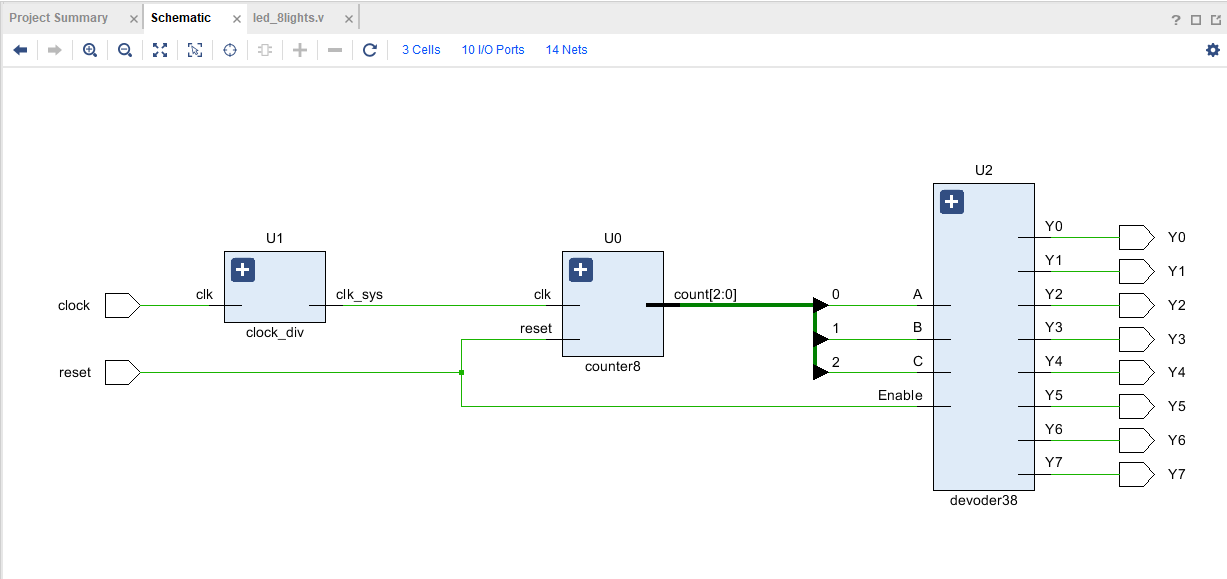 Project Summary
Schematic
led_8lights.v
3 Cells
10 I/O Ports
14 Nets
U2
Y0
Y0
U1
U0
Y1
Y1
clk
clk_sys
clk
count[2:0]
0
A
Y2
Y2
clock
reset
1
B
Y3
Y3
clock_div
counter8
2
C
Y4
Y4
reset
Enable
Y5
Y5
Y6
Y6
Y7
Y7
devoder38